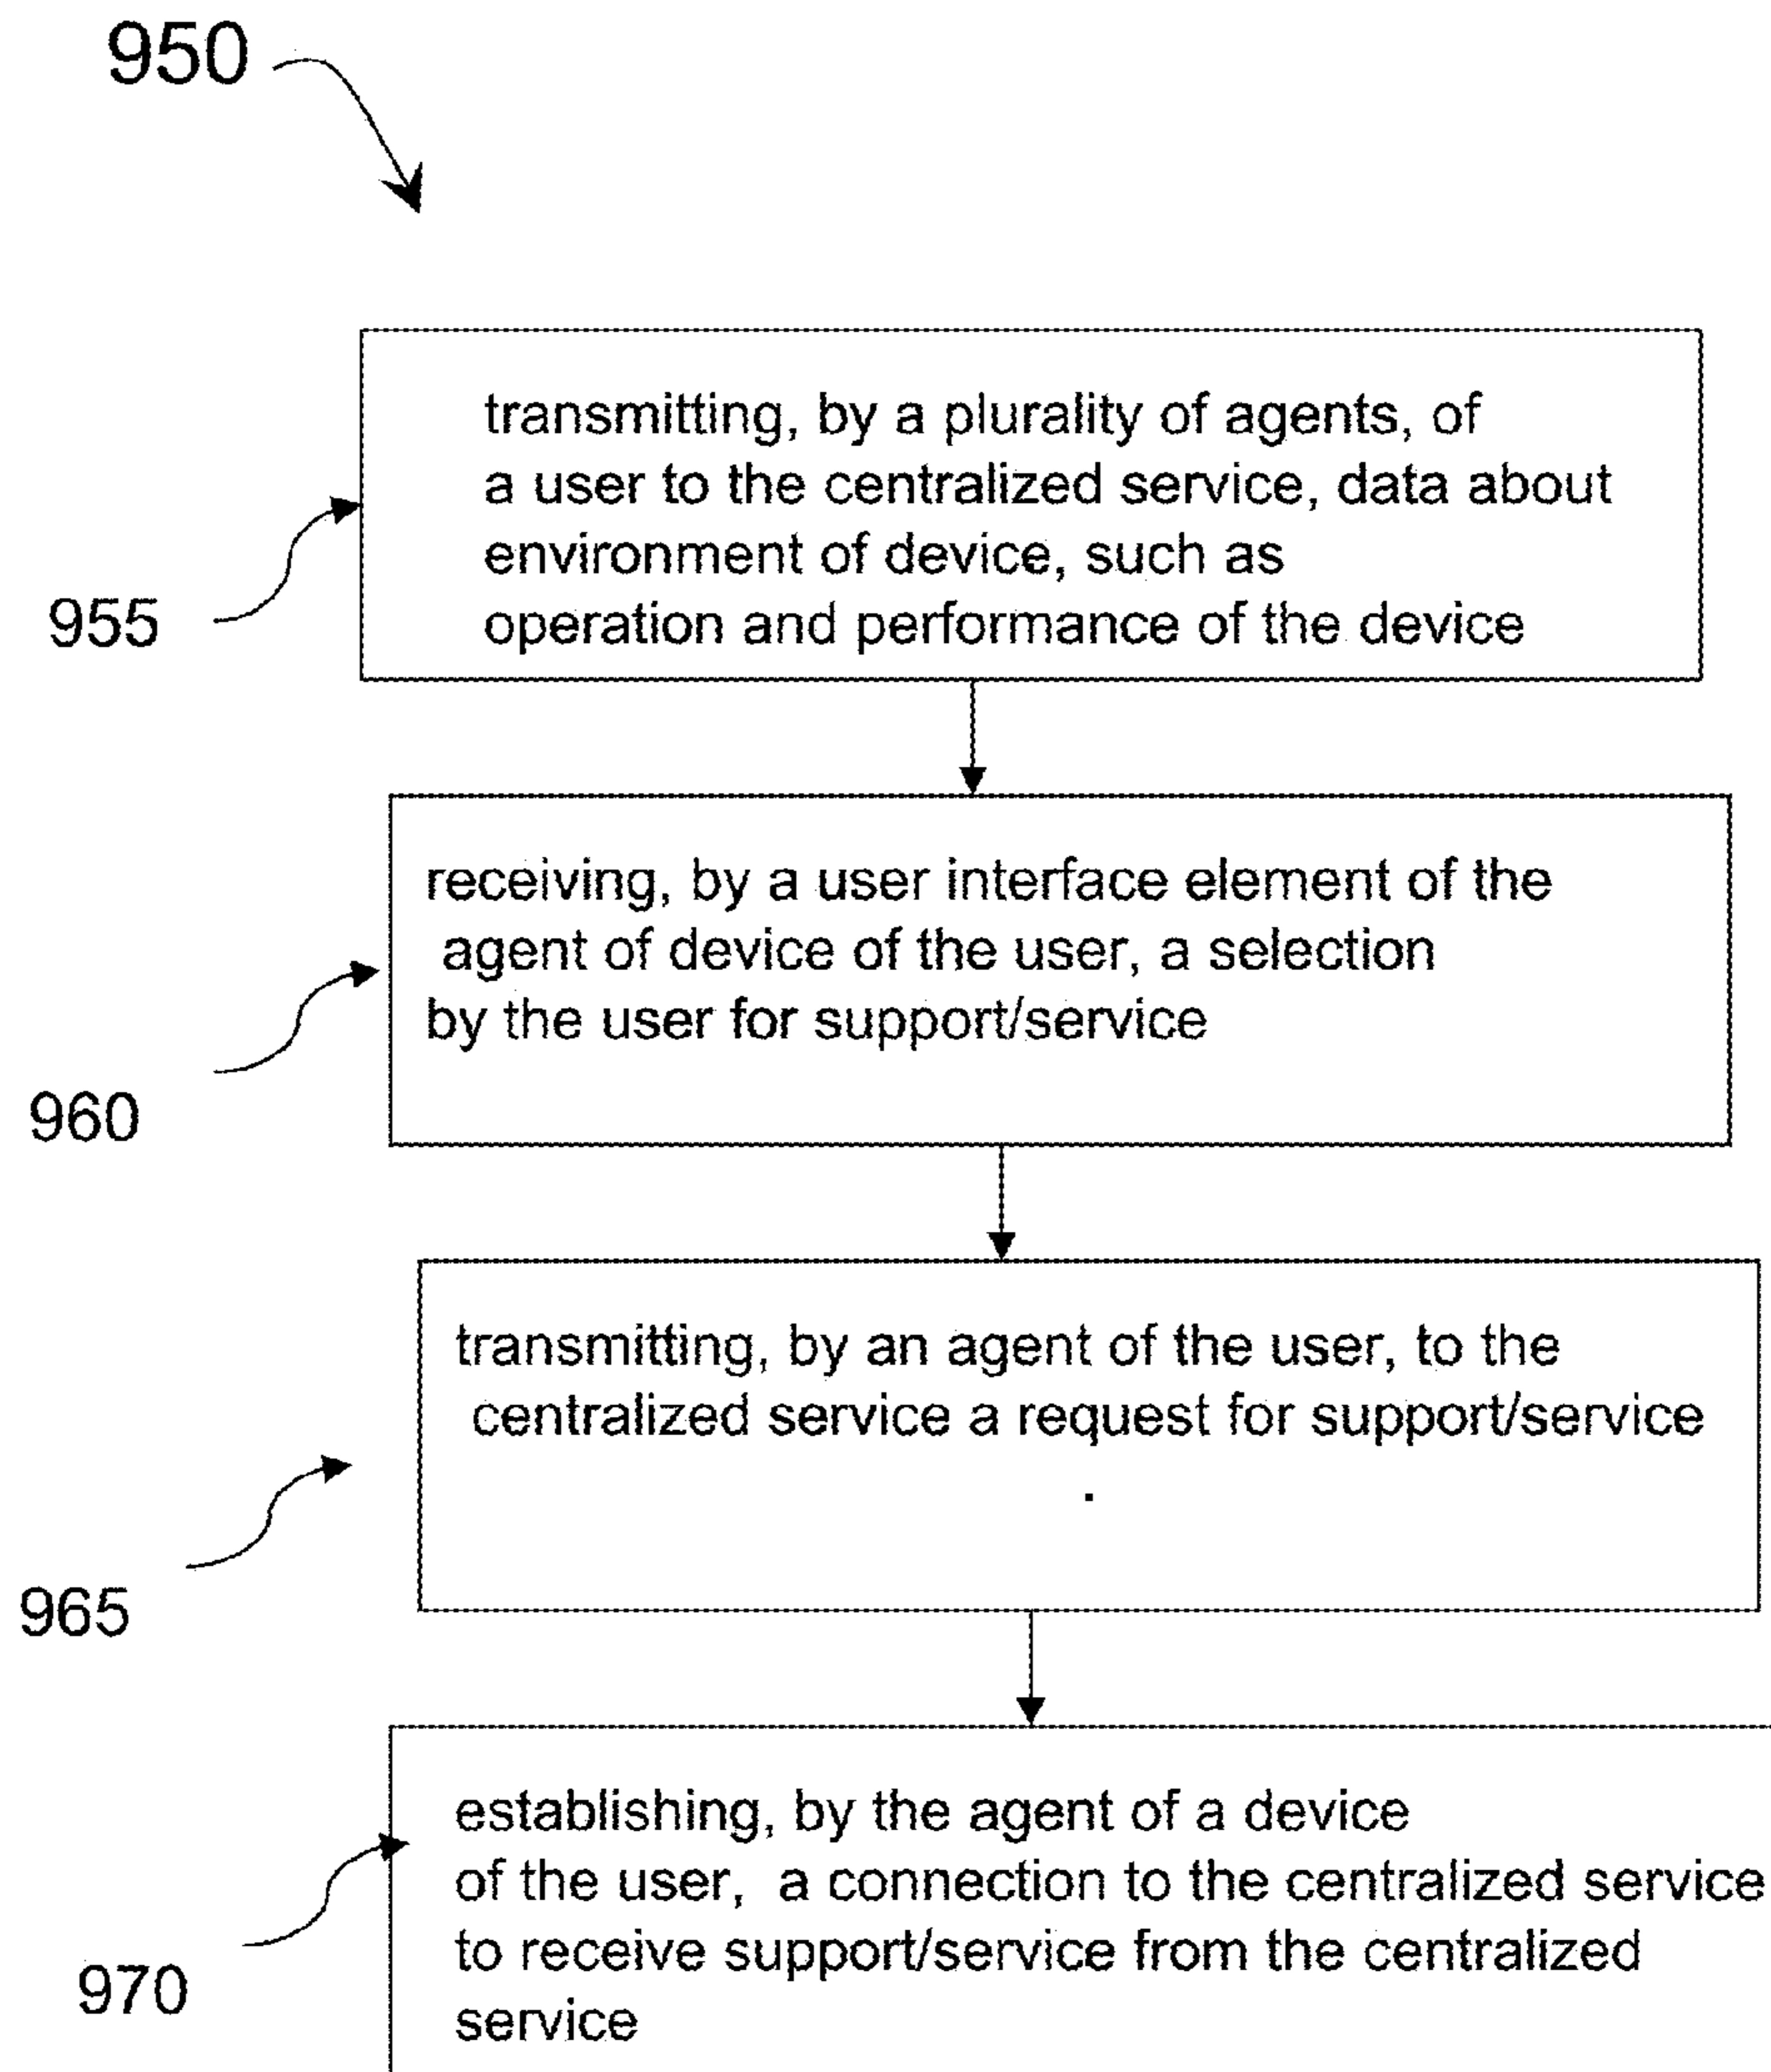 950
transmitting, by a plurality of agents, of
a user to the centralized service, data about
environment of device, such as
operation and performance of the device
955
receiving, by a user interface element of the
agent of device of the user, a selection
by the user for support/service
960
transmitting, by an agent of the user, to the
centralized service a request for support/service
.
965
establishing, by the agent of a device
of the user, a connection to the centralized service
to receive support/service from the centralized
service
970